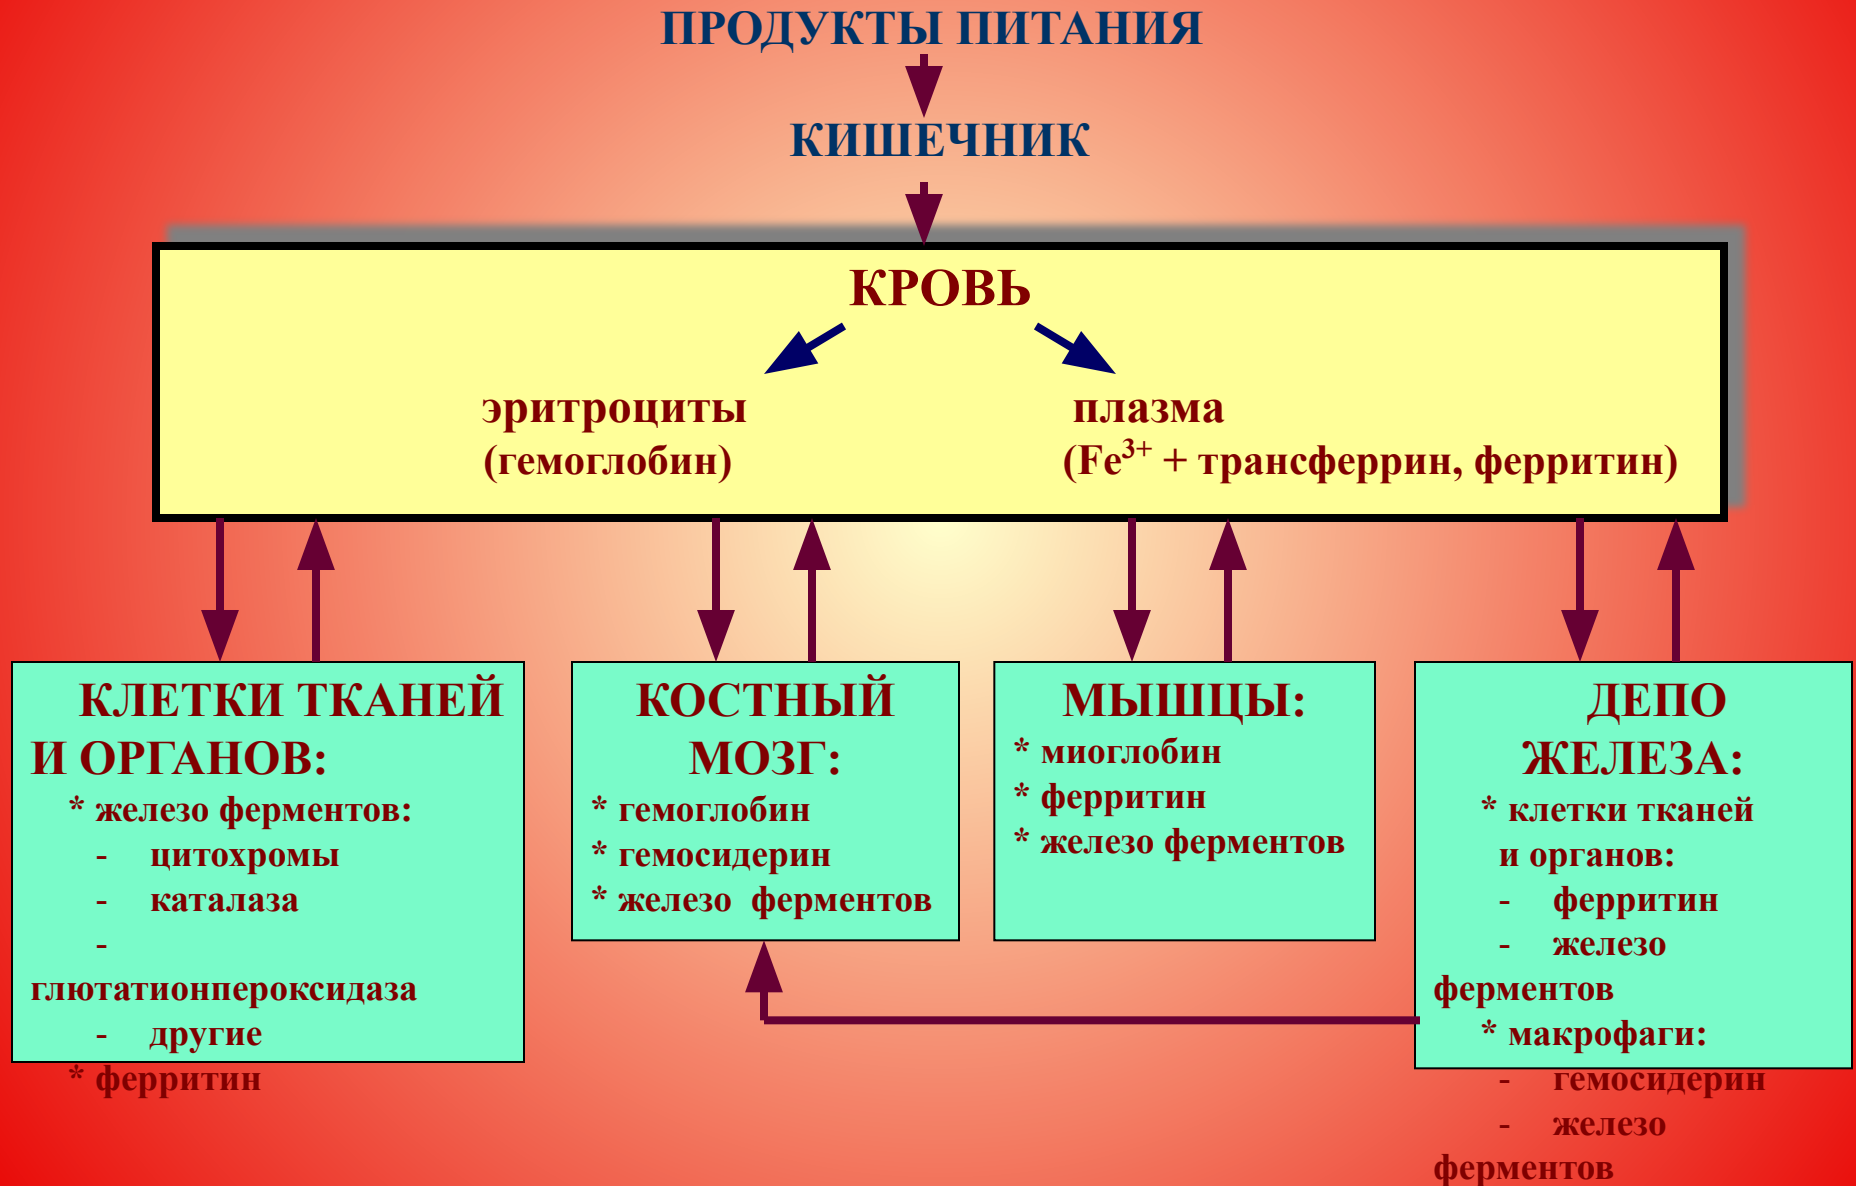 ПРОДУКТЫ ПИТАНИЯ
КИШЕЧНИК
КРОВЬ
эритроциты
(гемоглобин)
плазма
(Fe³⁺ + трансферрин, ферритин)
КЛЕТКИ ТКАНЕЙ
И ОРГАНОВ:
* железо ферментов:
- цитохромы
- каталаза
-
глютатионпероксидаза
- другие
* ферритин
КОСТНЫЙ
МОЗГ:
* гемоглобин
* гемосидерин
* железо ферментов
МЫШЦЫ:
* миоглобин
* ферритин
* железо ферментов
ДЕПО
ЖЕЛЕЗА:
* клетки тканей
и органов:
- ферритин
- железо
ферментов
* макрофаги:
- гемосидерин
- железо
ферментов